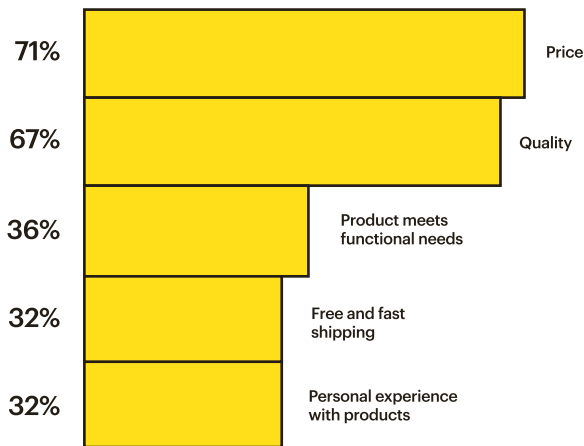 71%
Price
67%
Quality
36%
Product meets
functional needs
32%
Free and fast
shipping
32%
Personal experience
with products